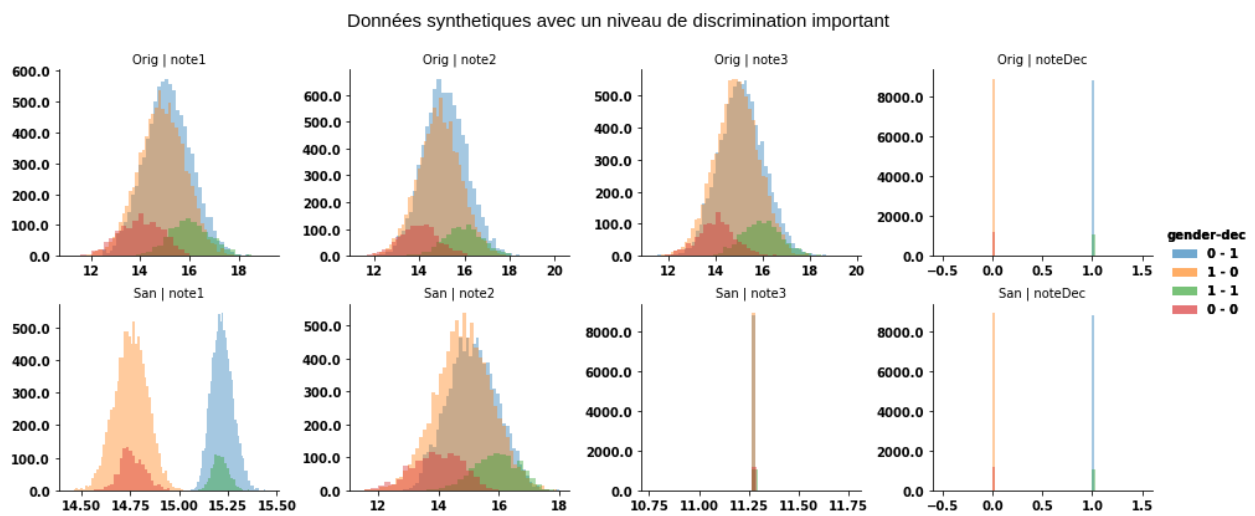 Données synthetiques avec un niveau de discrimination important
Orig | note1
Orig | note2
Orig | note3
Orig | noteDec
600.0
500.0
400.0
300.0
200.0
100.0
0.0
12 14 16 18
600.0
500.0
400.0
300.0
200.0
100.0
0.0
12 14 16 18 20
500.0
400.0
300.0
200.0
100.0
0.0
12 14 16 18 20
8000.0
6000.0
4000.0
2000.0
0.0
−0.5 0.0 0.5 1.0 1.5
gender-dec
0 - 1
1 - 0
1 - 1
0 - 0
San | note1
San | note2
San | note3
San | noteDec
500.0
400.0
300.0
200.0
100.0
0.0
14.50 14.75 15.00 15.25 15.50
500.0
400.0
300.0
200.0
100.0
0.0
12 14 16 18
8000.0
6000.0
4000.0
2000.0
0.0
10.75 11.00 11.25 11.50 11.75
8000.0
6000.0
4000.0
2000.0
0.0
−0.5 0.0 0.5 1.0 1.5